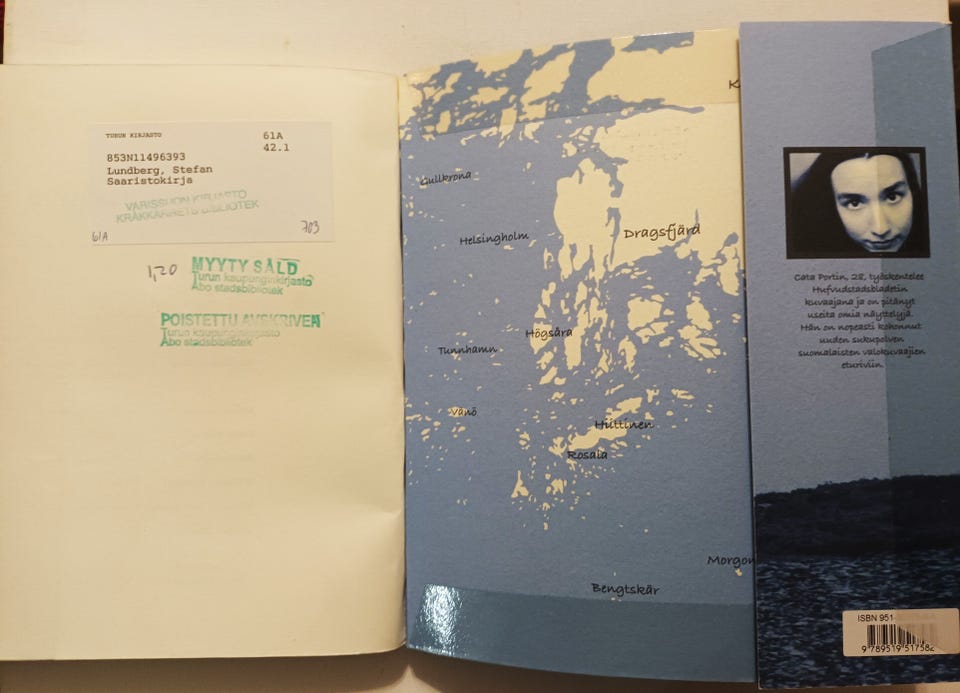 TURUN KIRJASTO
61A
42.1
853N11496393
Lundberg, Stefan
Saaristokirja
VARISSUON KIRJASTO
KRÅKKÄRRETS BIBLIOTEK
61A
703
1,20
MYYTY SÅLD
Turun kaupunginkirjasto
Åbo stadsbibliotek
POISTETTU AVSKRIVEN
Turun kaupunginkirjasto
Åbo stadsbibliotek
K
Gullkrona
Helsingholm
Dragsfjärd
Högsåra
Tunnhamn
Vänö
Hiittinen
Rosala
Morgon
Bengtskär
Cata Portin, 28, työskentelee
Hufvudstadsbladetin
kuvaajana ja on pitänyt
useita omia näyttelyjä.
Hän on nopeasti kohonnut
uuden sukupolven
suomalaisten valokuvaajien
eturiviin.
ISBN 951
9 789519 517582